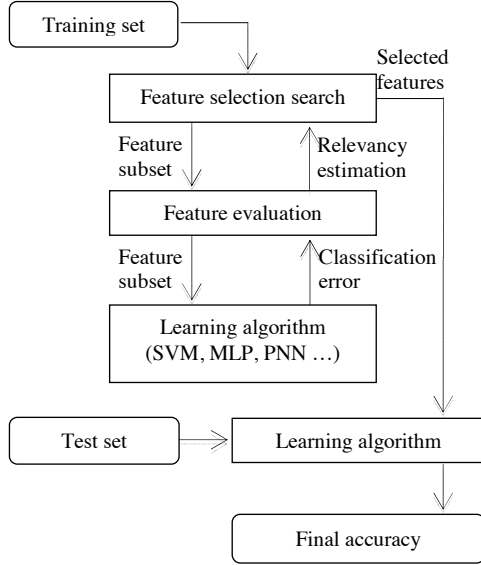 Training set
Selected
features
Feature selection search
Feature
subset
Relevancy
estimation
Feature evaluation
Feature
subset
Classification
error
Learning algorithm
(SVM, MLP, PNN …)
Test set
Learning algorithm
Final accuracy